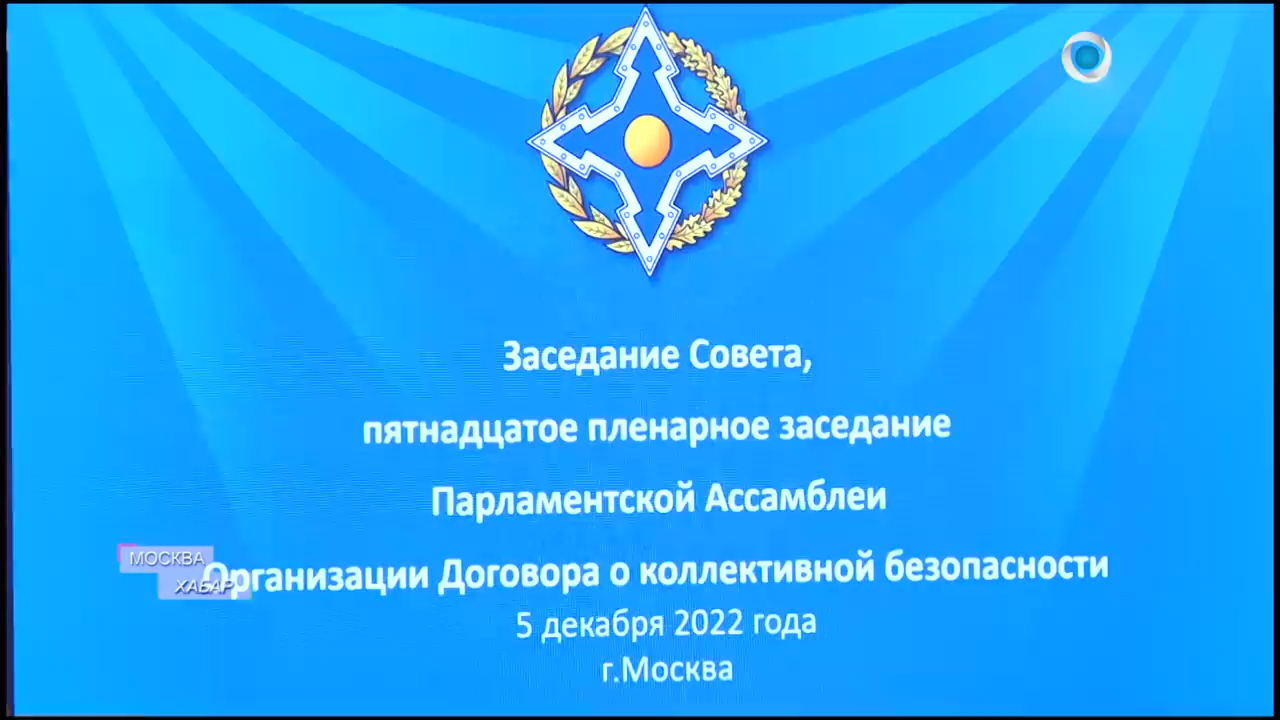 Заседание Совета,
пятнадцатое пленарное заседание
Парламентской Ассамблеи
Организации Договора о коллективной безопасности
5 декабря 2022 года
г.Москва
МОСКВА
ХАБАР